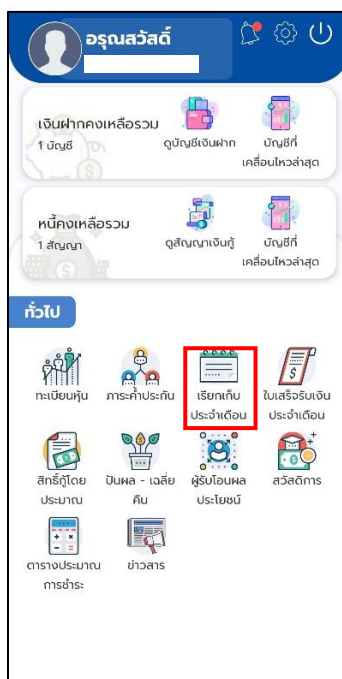 อรุณสวัสดิ์
เงินฝากคงเหลือรวม
1 บัญชี
ดูบัญชีเงินฝาก
บัญชีที่
เคลื่อนไหวล่าสุด
หนี้คงเหลือรวม
1 สัญญา
ดูสัญญาเงินกู้
บัญชีที่
เคลื่อนไหวล่าสุด
ทั่วไป
ทะเบียนหุ้น
ภาระค้ำประกัน
เรียกเก็บ
ประจำเดือน
ใบเสร็จรับเงิน
ประจำเดือน
สิทธิ์กู้โดย
ประมาณ
ปันผล - เฉลี่ย
คืน
ผู้รับโอนผล
ประโยชน์
สวัสดิการ
ตารางประมาณ
การชำระ
ข่าวสาร